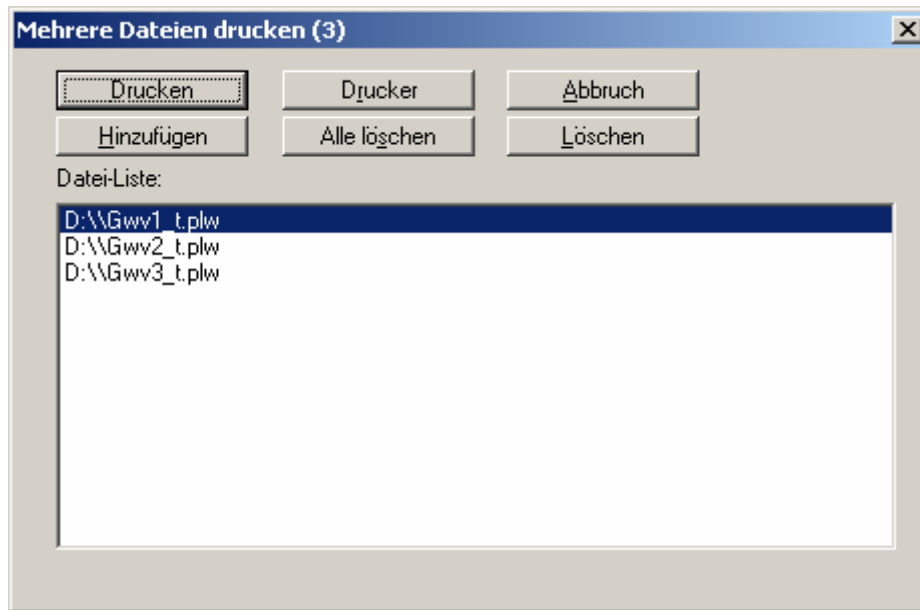 Mehrere Dateien drucken (3)
Drucken Drucker Abbruch
Hinzufügen Alle löschen Löschen
Datei-Liste:
D:\\Gwv1_t.plw
D:\\Gwv2_t.plw
D:\\Gwv3_t.plw